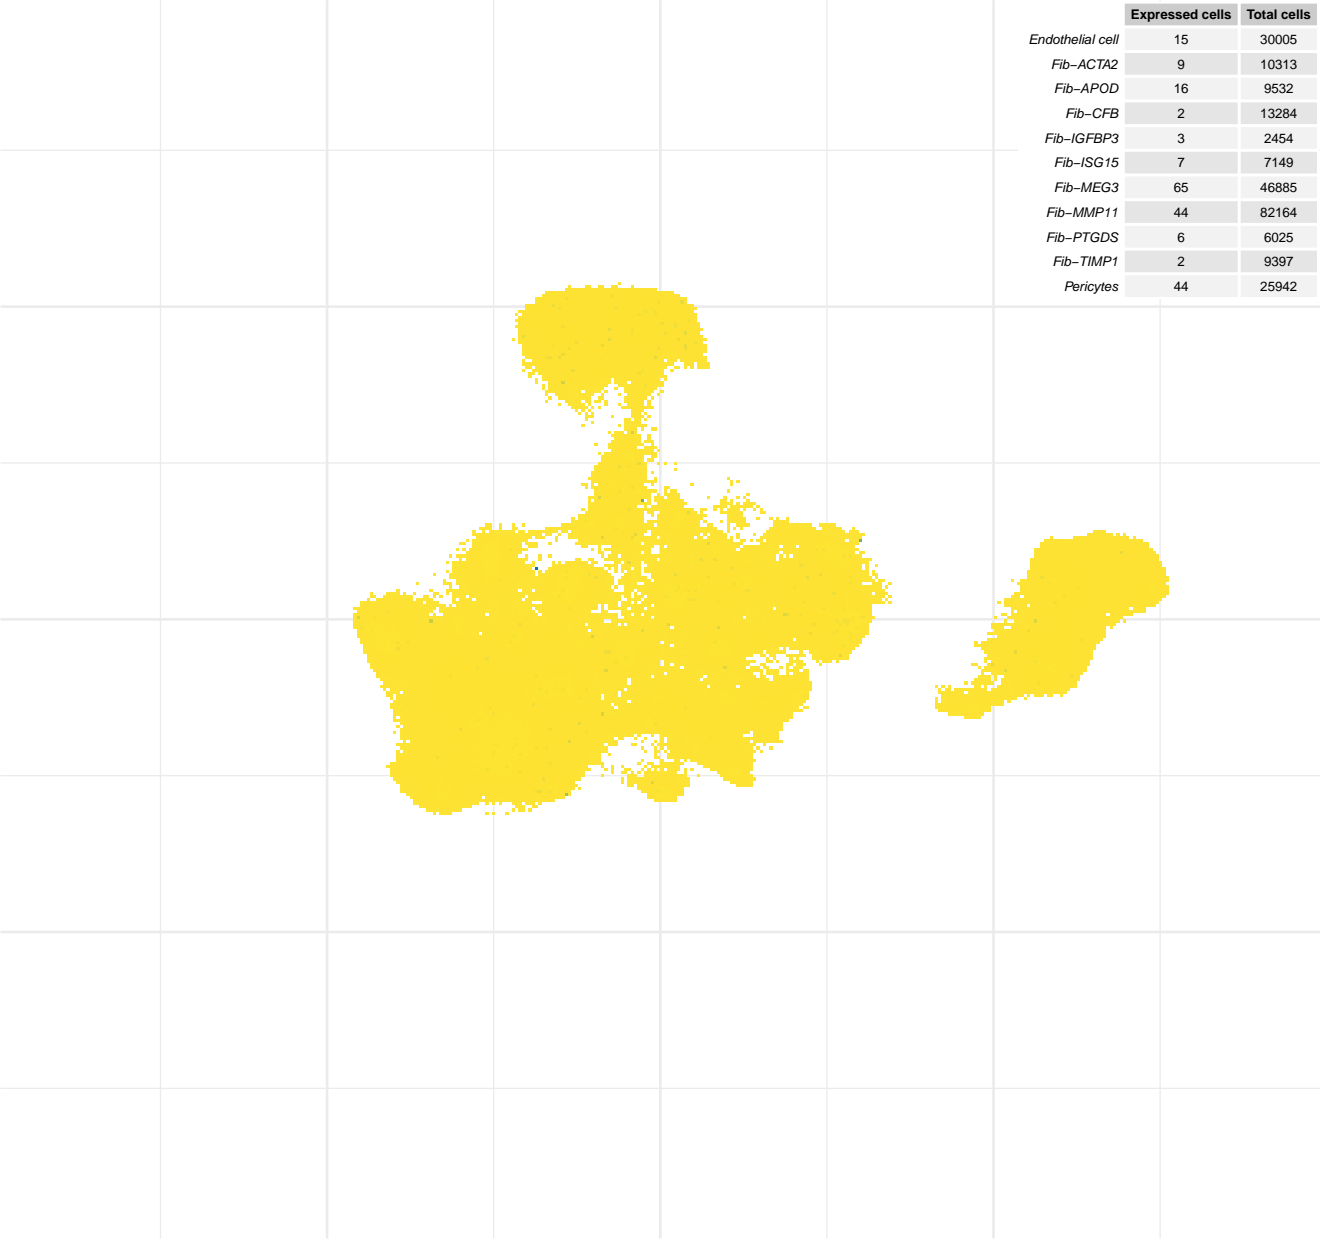 Expressed cells Total cells
Endothelial cell 15 30005
Fib−ACTA2 9 10313
Fib−APOD 16 9532
Fib−CFB 2 13284
Fib−IGFBP3 3 2454
Fib−ISG15 7 7149
Fib−MEG3 65 46885
Fib−MMP11 44 82164
Fib−PTGDS 6 6025
Fib−TIMP1 2 9397
Pericytes 44 25942